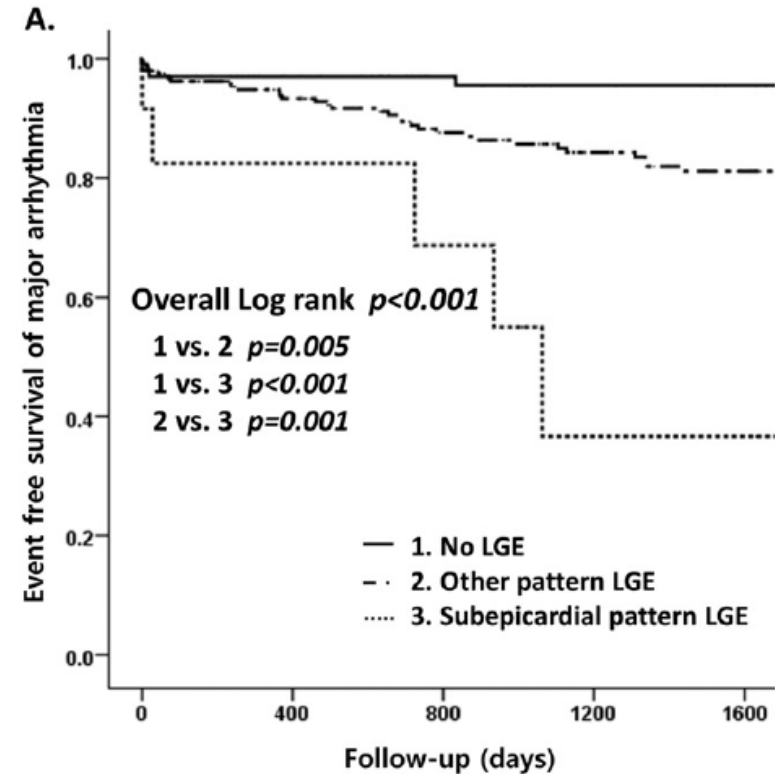 A.
Event free survival of major arrhythmia
1.0
0.8
0.6
0.4
0.2
0.0
Overall Log rank p<0.001
1 vs. 2 p=0.005
1 vs. 3 p<0.001
2 vs. 3 p=0.001
1. No LGE
2. Other pattern LGE
3. Subepicardial pattern LGE
0 400 800 1200 1600
Follow-up (days)